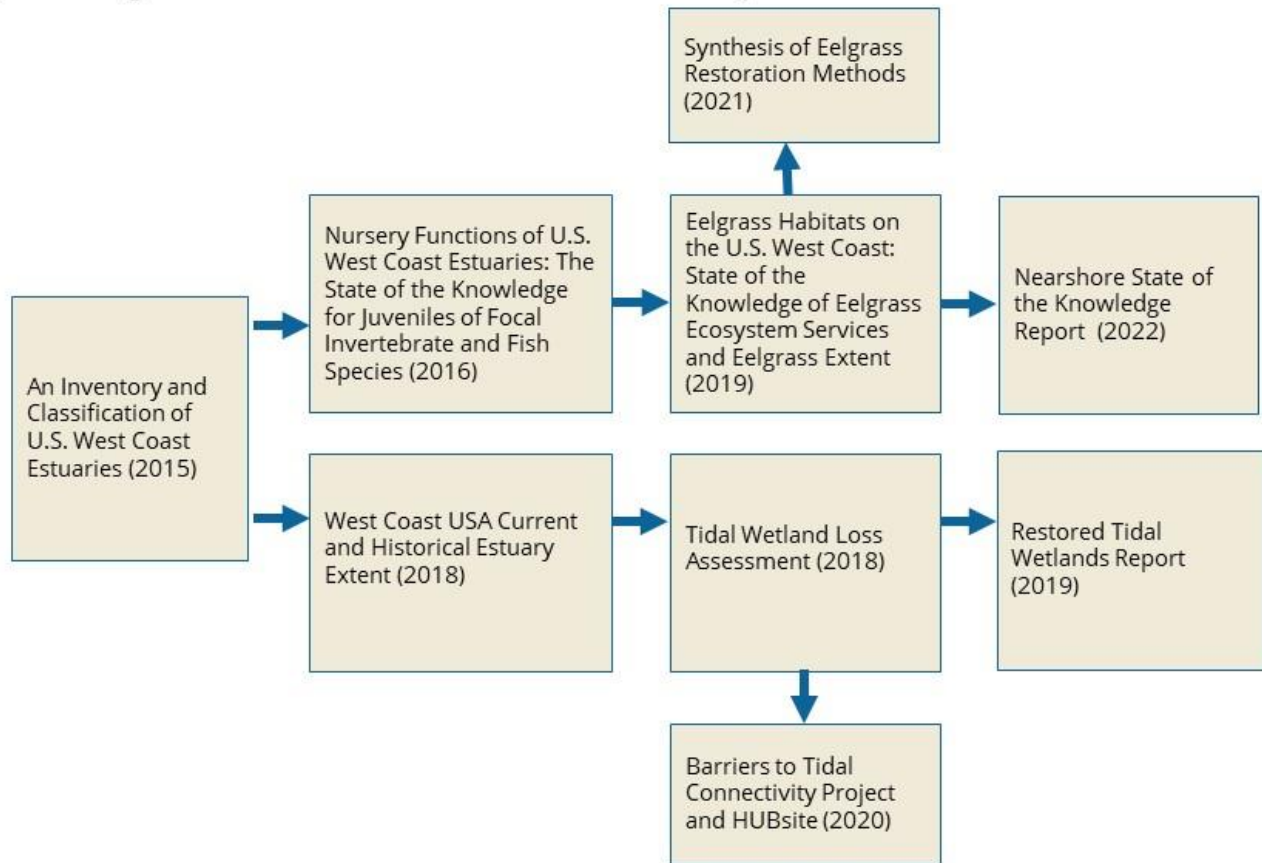 Synthesis of Eelgrass
Restoration Methods
(2021)
Nursery Functions of U.S.
West Coast Estuaries: The
State of the Knowledge
for Juveniles of Focal
Invertebrate and Fish
Species (2016)
Eelgrass Habitats on
the U.S. West Coast:
State of the
Knowledge of Eelgrass
Ecosystem Services
and Eelgrass Extent
(2019)
Nearshore State of
the Knowledge
Report (2022)
An Inventory and
Classification of
U.S. West Coast
Estuaries (2015)
West Coast USA Current
and Historical Estuary
Extent (2018)
Tidal Wetland Loss
Assessment (2018)
Restored Tidal
Wetlands Report
(2019)
Barriers to Tidal
Connectivity Project
and HUBsite (2020)